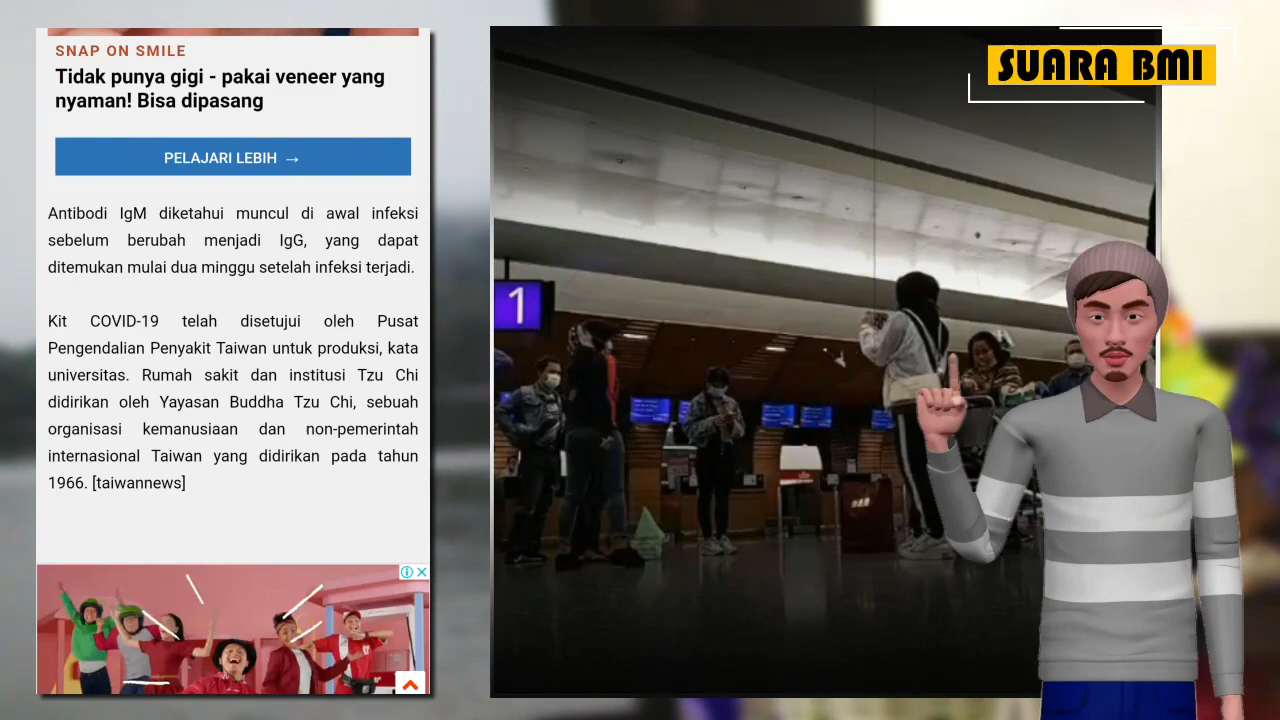 SNAP ON SMILE
Tidak punya gigi - pakai veneer yang
nyaman! Bisa dipasang
PELAJARI LEBIH →
Antibodi IgM diketahui muncul di awal infeksi
sebelum berubah menjadi IgG, yang dapat
ditemukan mulai dua minggu setelah infeksi terjadi.
Kit COVID-19 telah disetujui oleh Pusat
Pengendalian Penyakit Taiwan untuk produksi, kata
universitas. Rumah sakit dan institusi Tzu Chi
didirikan oleh Yayasan Buddha Tzu Chi, sebuah
organisasi kemanusiaan dan non-pemerintah
internasional Taiwan yang didirikan pada tahun
1966. [taiwannews]
SUARA BMI
1